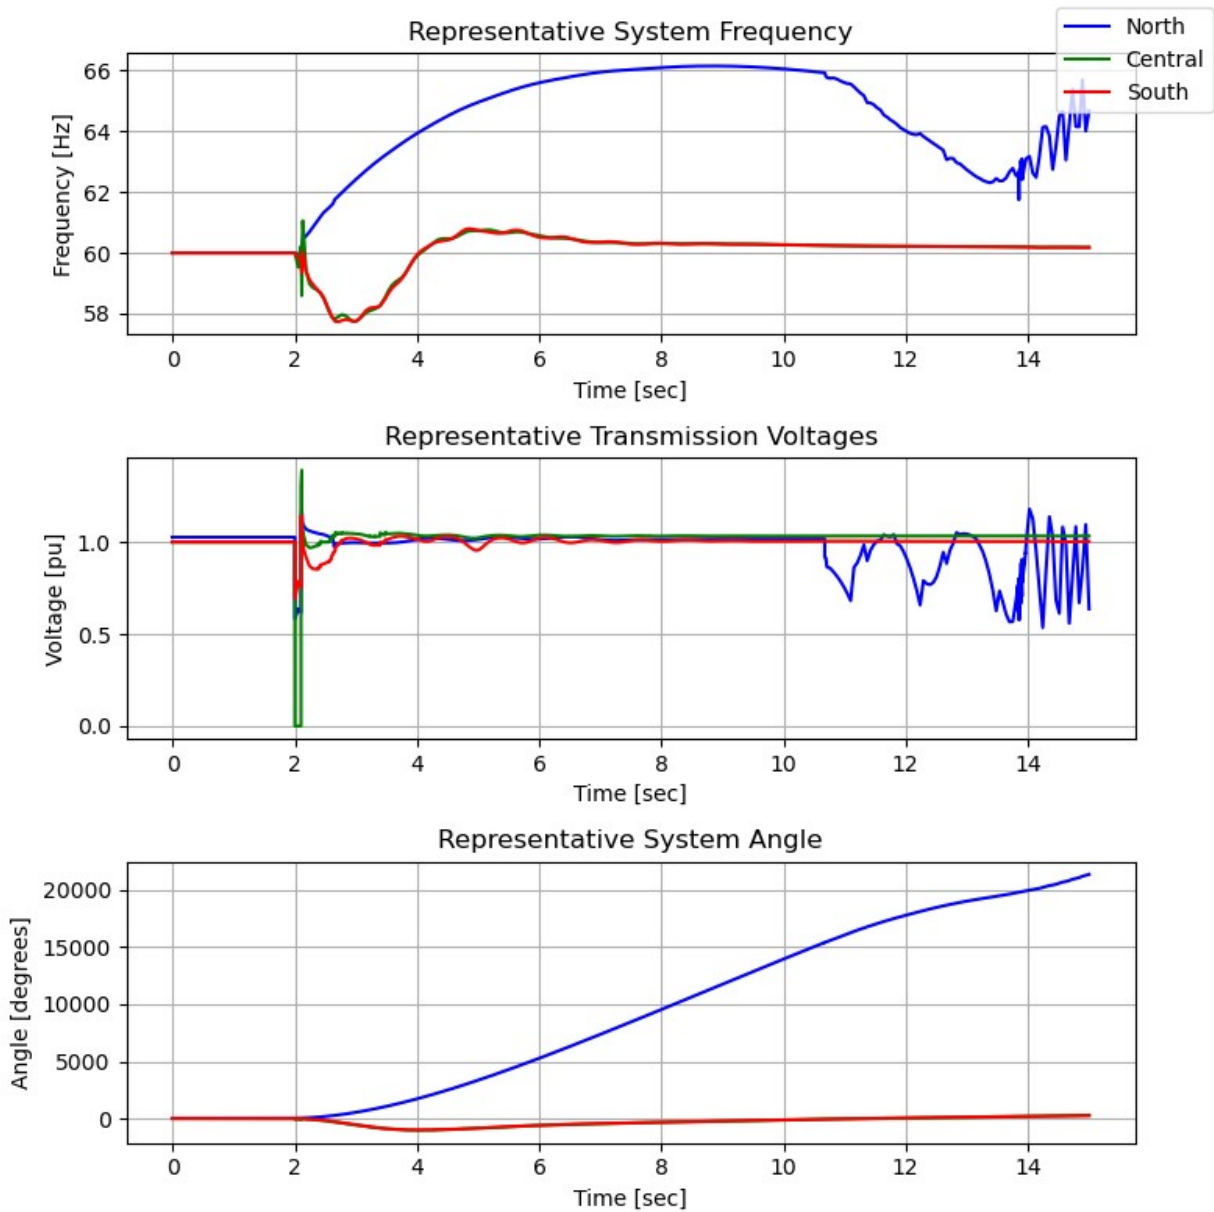 Representative System Frequency
North
Central
South
Frequency [Hz]
66
64
62
60
58
0 2 4 6 8 10 12 14
Time [sec]
Representative Transmission Voltages
Voltage [pu]
1.0
0.5
0.0
0 2 4 6 8 10 12 14
Time [sec]
Representative System Angle
Angle [degrees]
20000
15000
10000
5000
0
0 2 4 6 8 10 12 14
Time [sec]